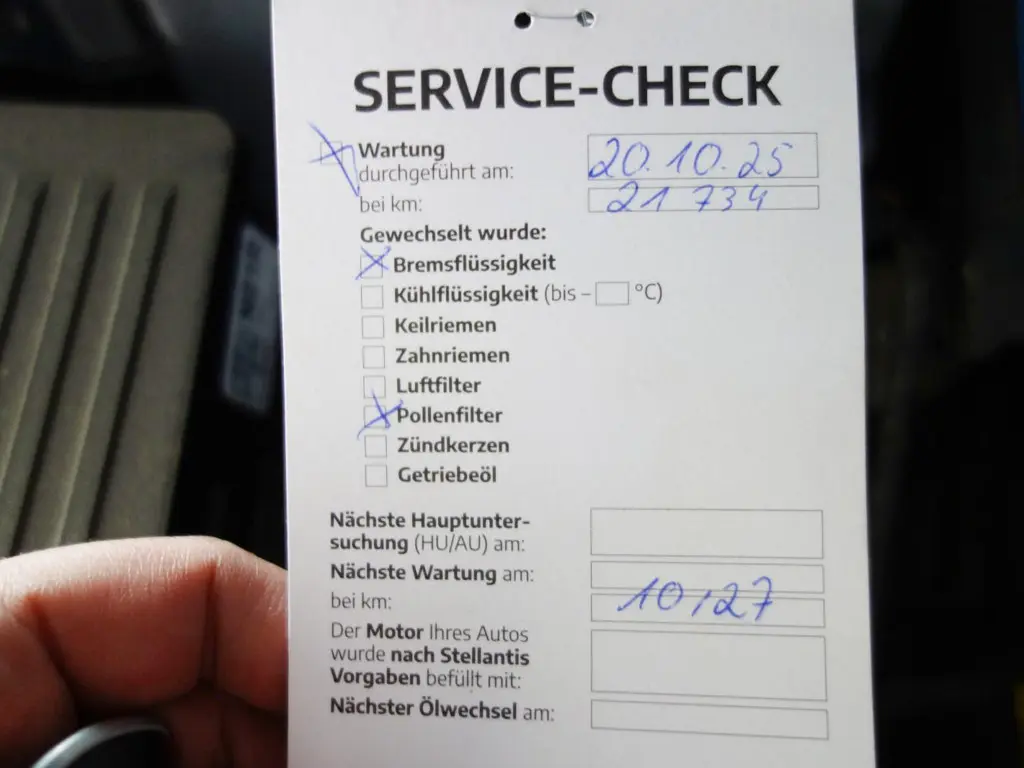 SERVICE-CHECK
Wartung
durchgeführt am: 20.10.25
bei km: 21 734
Gewechselt wurde:
Bremsflüssigkeit
Kühlflüssigkeit (bis – °C)
Keilriemen
Zahnriemen
Luftfilter
Pollenfilter
Zündkerzen
Getriebeöl
Nächste Hauptunter-
suchung (HU/AU) am:
Nächste Wartung am:
bei km: 10/27
Der Motor Ihres Autos
wurde nach Stellantis
Vorgaben befüllt mit:
Nächster Ölwechsel am: